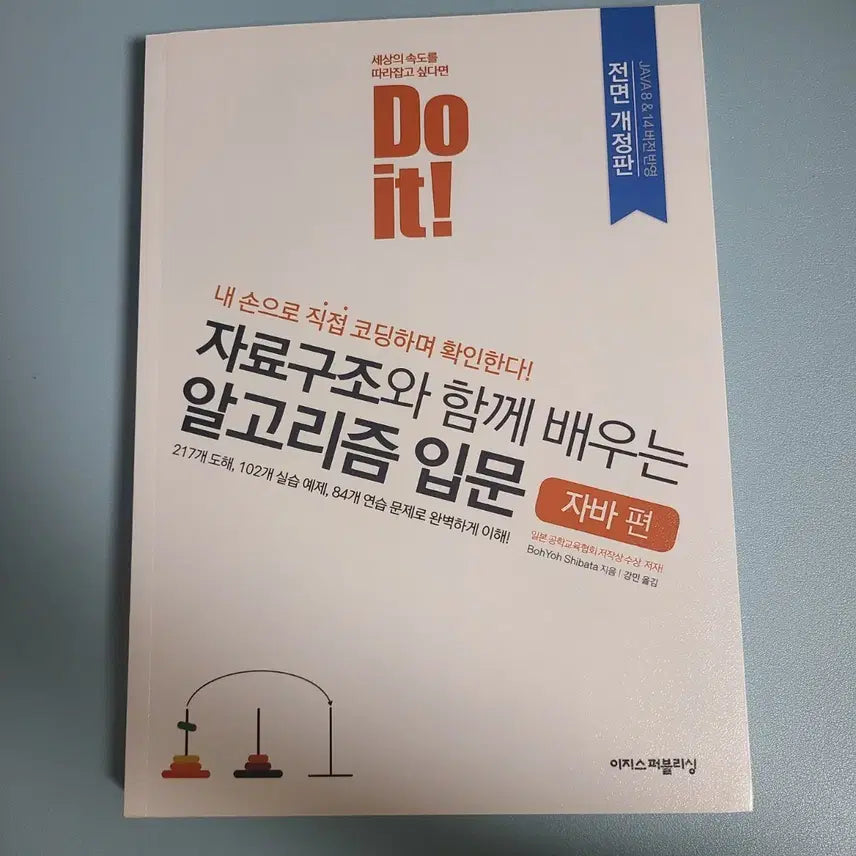 세상의 속도를
따라잡고 싶다면
Do
it!
JAVA 8 & 14 버전 반영
전면 개정판
내 손으로 직접 코딩하며 확인한다!
자료구조와 함께 배우는
알고리즘 입문
자바 편
217개 도해, 102개 실습 예제, 84개 연습 문제로 완벽하게 이해!
일본 공학교육협회 저작상 수상 저자!
BohYoh Shibata 지음 | 강민 옮김
이지스퍼블리싱